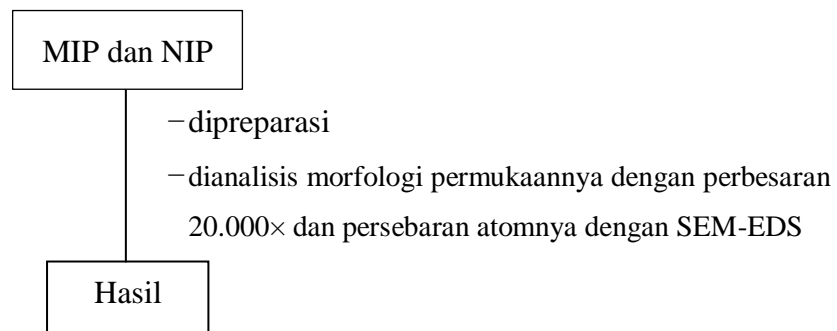 MIP dan NIP
−dipreparasi
−dianalisis morfologi permukaannya dengan perbesaran
20.000× dan persebaran atomnya dengan SEM-EDS
Hasil